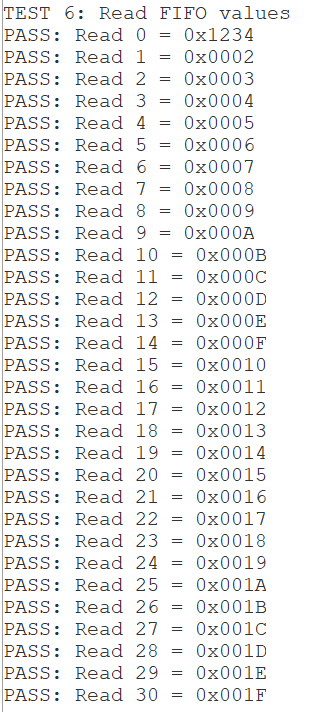 TEST 6: Read FIFO values
PASS: Read 0 = 0x1234
PASS: Read 1 = 0x0002
PASS: Read 2 = 0x0003
PASS: Read 3 = 0x0004
PASS: Read 4 = 0x0005
PASS: Read 5 = 0x0006
PASS: Read 6 = 0x0007
PASS: Read 7 = 0x0008
PASS: Read 8 = 0x0009
PASS: Read 9 = 0x000A
PASS: Read 10 = 0x000B
PASS: Read 11 = 0x000C
PASS: Read 12 = 0x000D
PASS: Read 13 = 0x000E
PASS: Read 14 = 0x000F
PASS: Read 15 = 0x0010
PASS: Read 16 = 0x0011
PASS: Read 17 = 0x0012
PASS: Read 18 = 0x0013
PASS: Read 19 = 0x0014
PASS: Read 20 = 0x0015
PASS: Read 21 = 0x0016
PASS: Read 22 = 0x0017
PASS: Read 23 = 0x0018
PASS: Read 24 = 0x0019
PASS: Read 25 = 0x001A
PASS: Read 26 = 0x001B
PASS: Read 27 = 0x001C
PASS: Read 28 = 0x001D
PASS: Read 29 = 0x001E
PASS: Read 30 = 0x001F